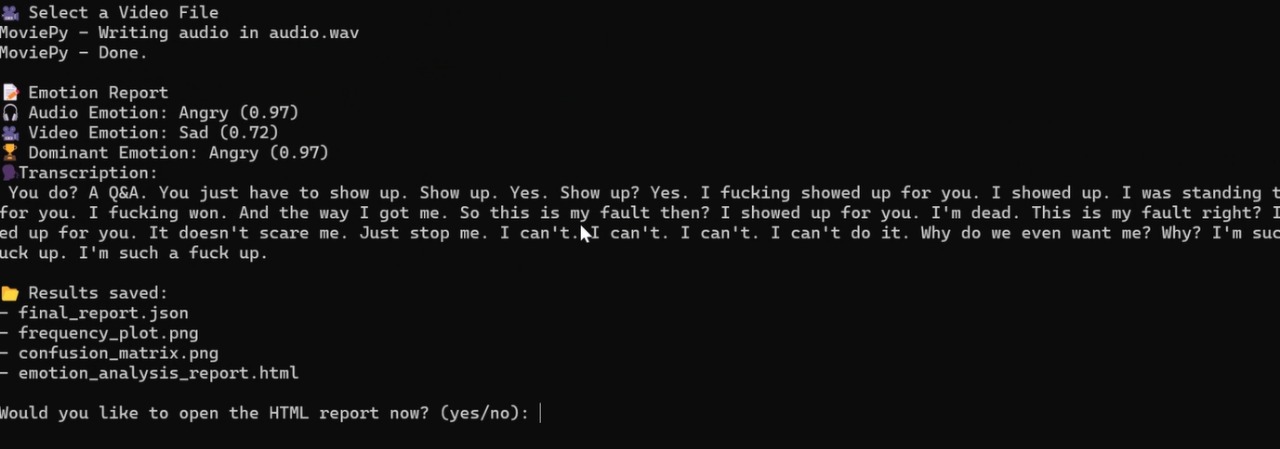 🎥 Select a Video File
MoviePy - Writing audio in audio.wav
MoviePy - Done.
📝 Emotion Report
🎧 Audio Emotion: Angry (0.97)
🎥 Video Emotion: Sad (0.72)
🏆 Dominant Emotion: Angry (0.97)
🗣Transcription:
You do? A Q&A. You just have to show up. Show up. Yes. Show up? Yes. I fucking showed up for you. I showed up. I was standing
for you. I fucking won. And the way I got me. So this is my fault then? I showed up for you. I'm dead. This is my fault right?
ed up for you. It doesn't scare me. Just stop me. I can't. I can't. I can't. I can't do it. Why do we even want me? Why? I'm suc
uck up. I'm such a fuck up.
📂 Results saved:
- final_report.json
- frequency_plot.png
- confusion_matrix.png
- emotion_analysis_report.html
Would you like to open the HTML report now? (yes/no):